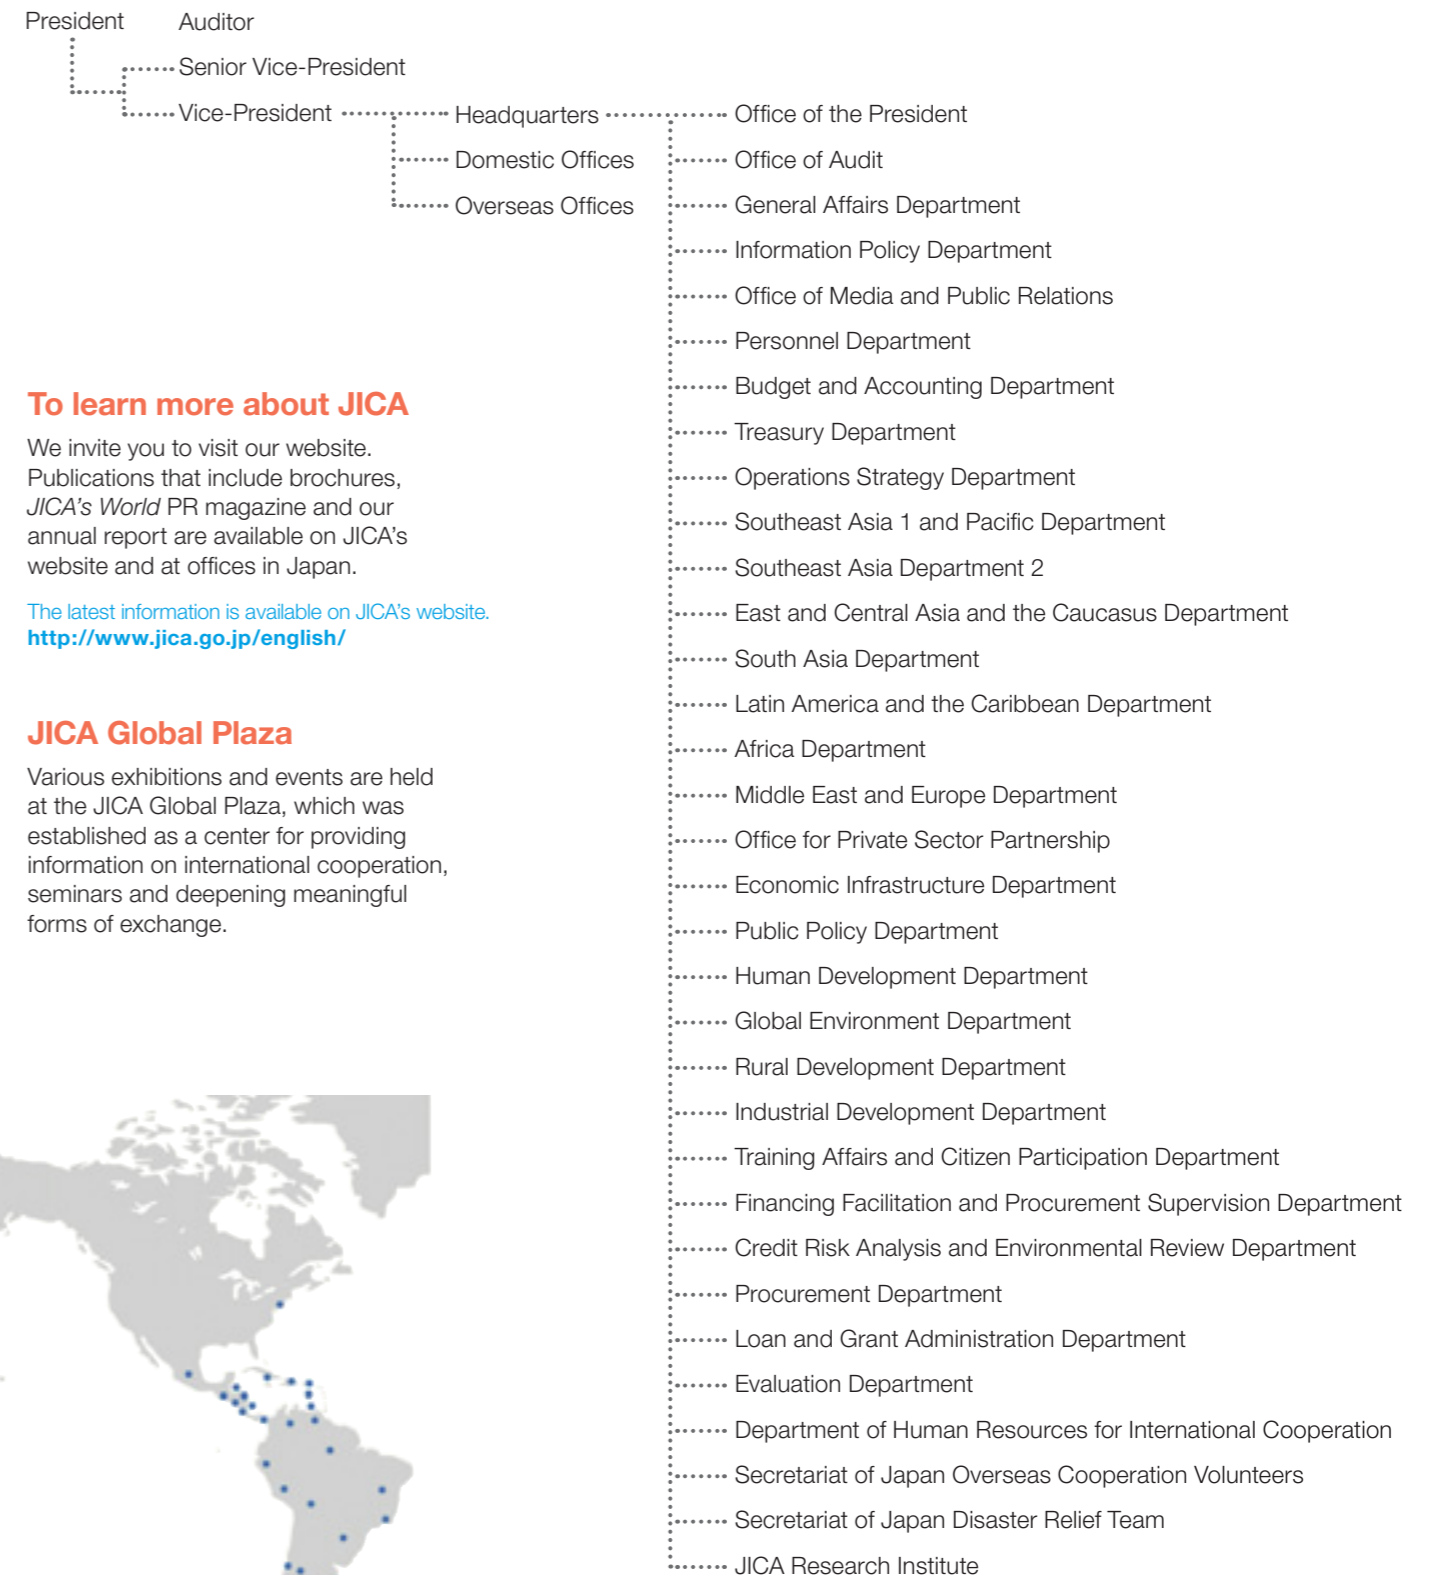 President
Auditor
Senior Vice-President
Vice-President
Headquarters
Domestic Offices
Overseas Offices
Office of the President
Office of Audit
General Affairs Department
Information Policy Department
Office of Media and Public Relations
Personnel Department
Budget and Accounting Department
Treasury Department
Operations Strategy Department
Southeast Asia 1 and Pacific Department
Southeast Asia Department 2
East and Central Asia and the Caucasus Department
South Asia Department
Latin America and the Caribbean Department
Africa Department
Middle East and Europe Department
Office for Private Sector Partnership
Economic Infrastructure Department
Public Policy Department
Human Development Department
Global Environment Department
Rural Development Department
Industrial Development Department
Training Affairs and Citizen Participation Department
Financing Facilitation and Procurement Supervision Department
Credit Risk Analysis and Environmental Review Department
Procurement Department
Loan and Grant Administration Department
Evaluation Department
Department of Human Resources for International Cooperation
Secretariat of Japan Overseas Cooperation Volunteers
Secretariat of Japan Disaster Relief Team
JICA Research Institute
To learn more about JICA
We invite you to visit our website.
Publications that include brochures,
JICA's World PR magazine and our
annual report are available on JICA's
website and at offices in Japan.
The latest information is available on JICA's website.
http://www.jica.go.jp/english/
JICA Global Plaza
Various exhibitions and events are held
at the JICA Global Plaza, which was
established as a center for providing
information on international cooperation,
seminars and deepening meaningful
forms of exchange.